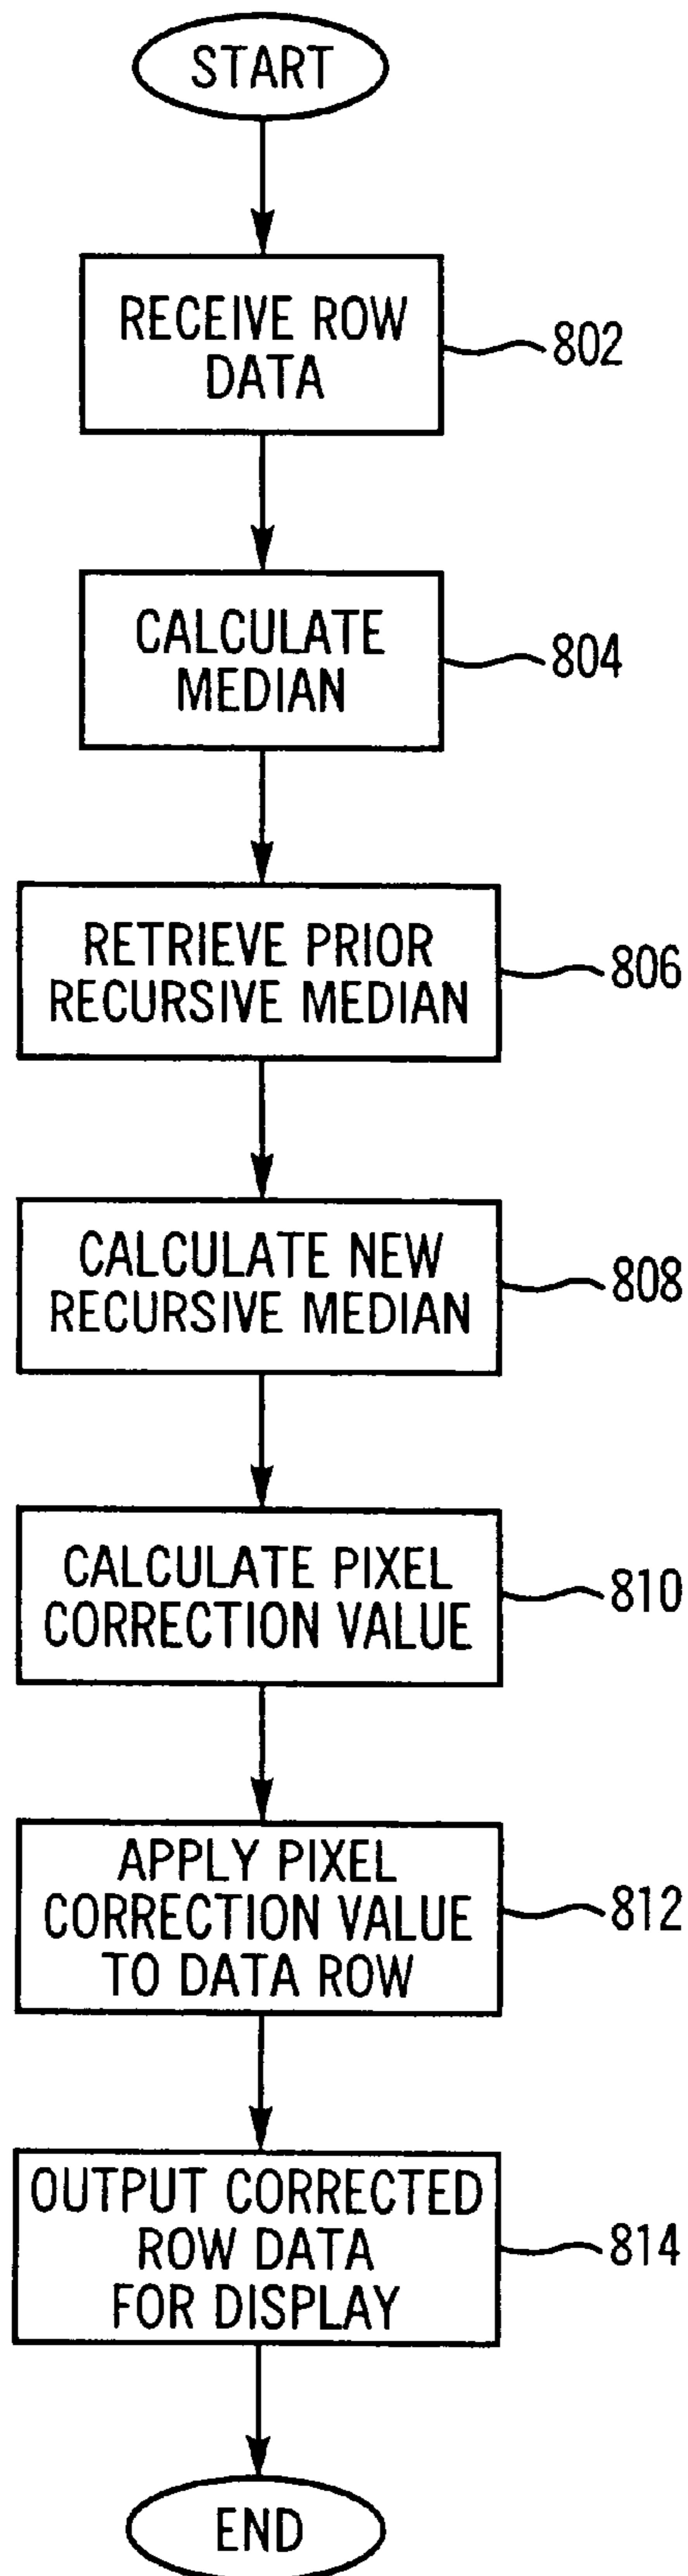 START
RECEIVE ROW
DATA
802
CALCULATE
MEDIAN
804
RETRIEVE PRIOR
RECURSIVE MEDIAN
806
CALCULATE NEW
RECURSIVE MEDIAN
808
CALCULATE PIXEL
CORRECTION VALUE
810
APPLY PIXEL
CORRECTION VALUE
TO DATA ROW
812
OUTPUT CORRECTED
ROW DATA
FOR DISPLAY
814
END